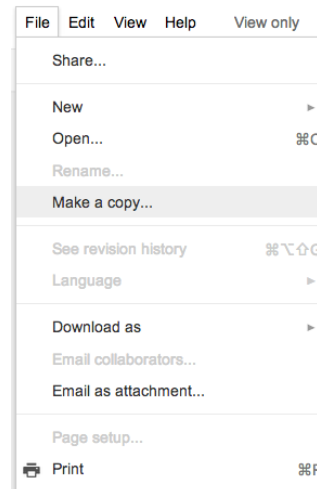 File Edit View Help View only
Share...
New ►
Open... ⌘O
Rename...
Make a copy...
See revision history ⌘⌥⇧G
Language ►
Download as ►
Email collaborators...
Email as attachment...
Page setup...
Print ⌘P